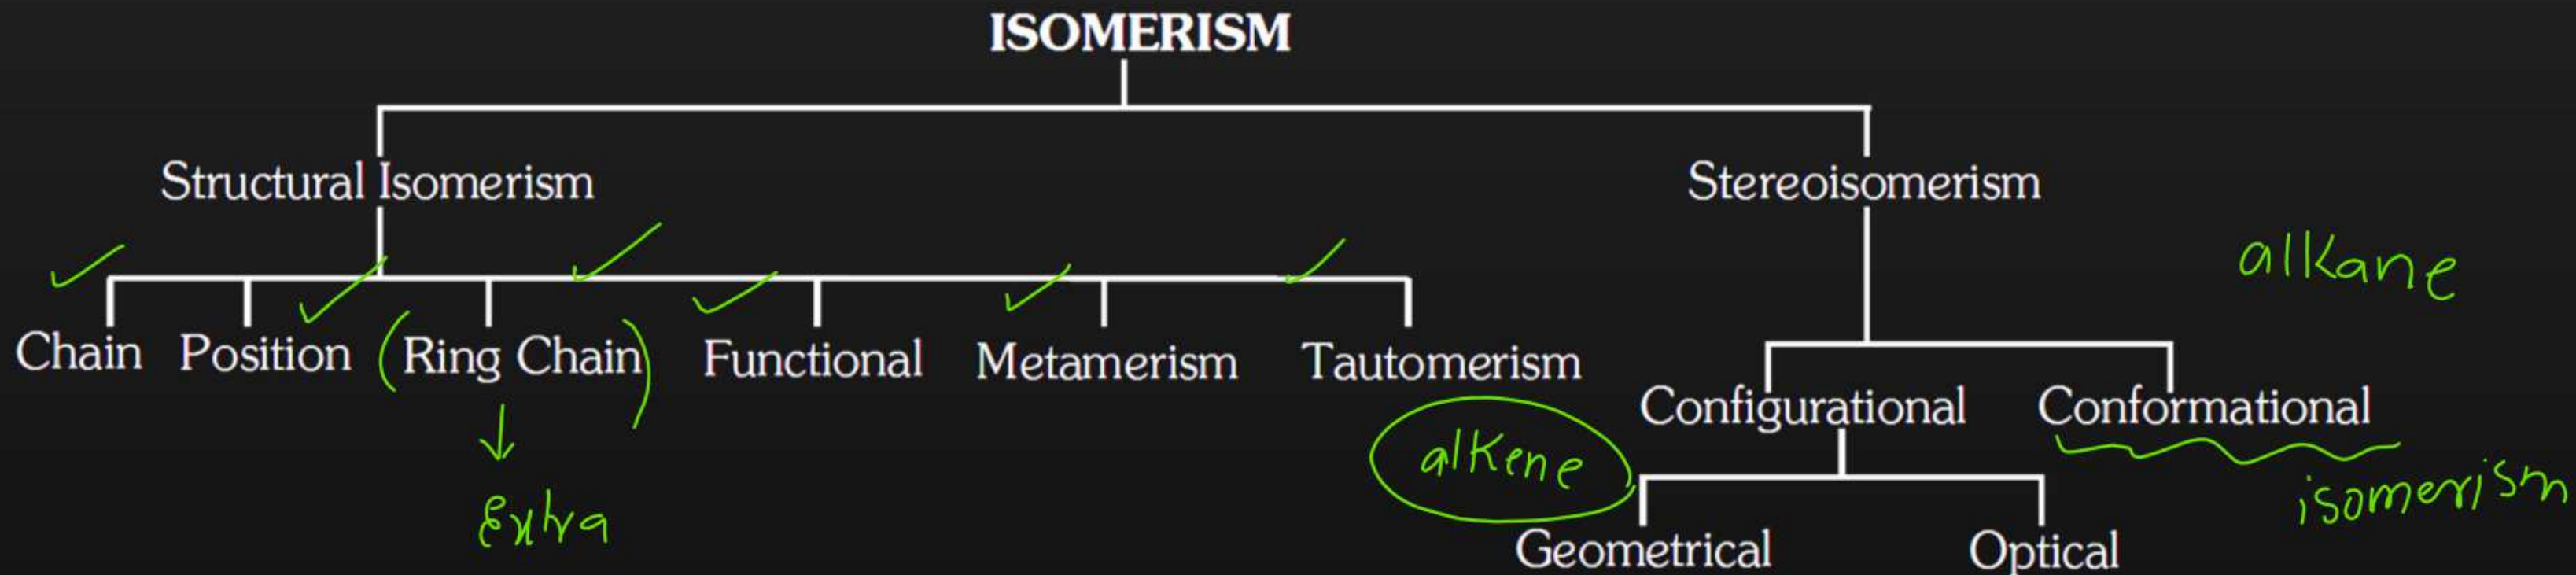 ISOMERISM
Structural Isomerism
Stereoisomerism
alkane
Chain
Position
(Ring Chain)
Functional
Metamerism
Tautomerism
Extra
alkene
Configurational
Conformational
isomerism
Geometrical
Optical